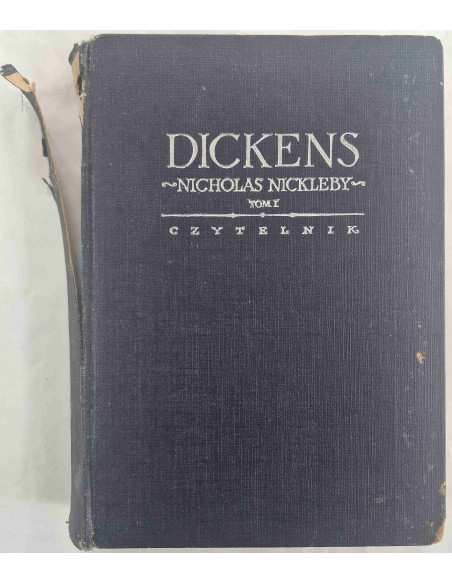 DICKENS
~NICHOLAS NICKLEBY~
TOM I
CZYTELNIK